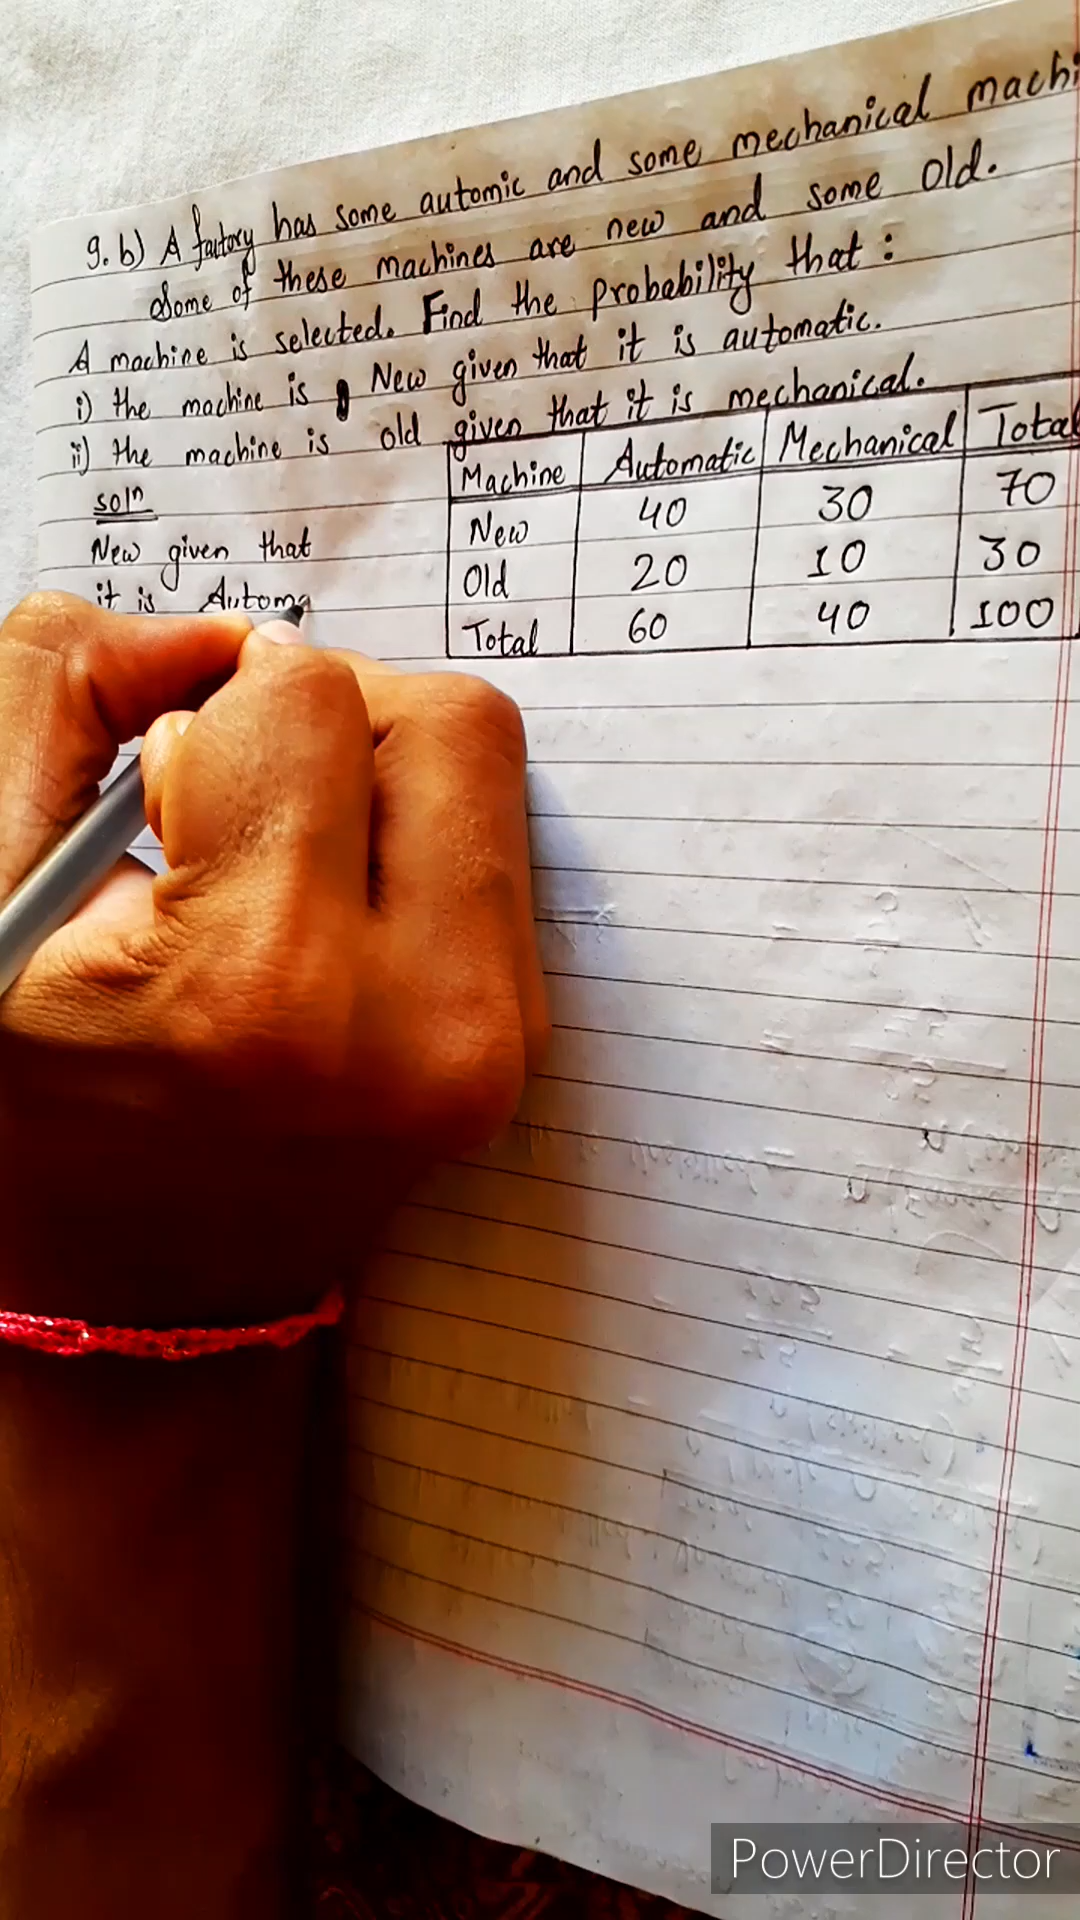 9. b) A factory has some automic and some mechanical machi
Some of these machines are new and some old.
A machine is selected. Find the probability that :
i) the machine is New given that it is automatic.
ii) the machine is old given that it is mechanical.
soln
New given that
it is Automa
Machine Automatic Mechanical Total
New 40 30 70
Old 20 10 30
Total 60 40 100
PowerDirector